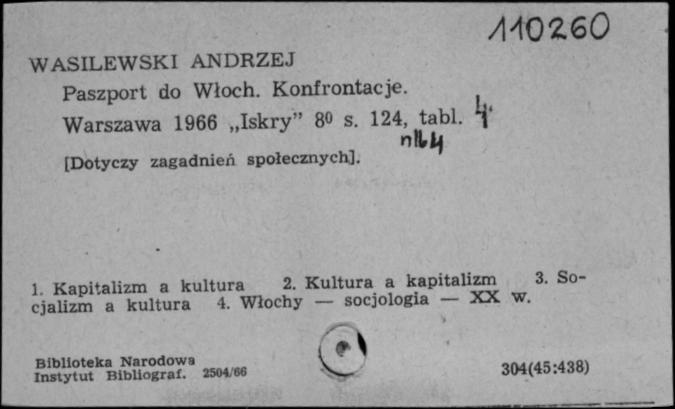 110260
WASILEWSKI ANDRZEJ
Paszport do Włoch. Konfrontacje.
Warszawa 1966 „Iskry” 8⁰ s. 124, tabl. 4.
nlb 4
[Dotyczy zagadnień społecznych].
1. Kapitalizm a kultura 2. Kultura a kapitalizm 3. So-
cjalizm a kultura 4. Włochy — socjologia — XX w.
Biblioteka Narodowa
Instytut Bibliograf. 2504/66
304(45:438)